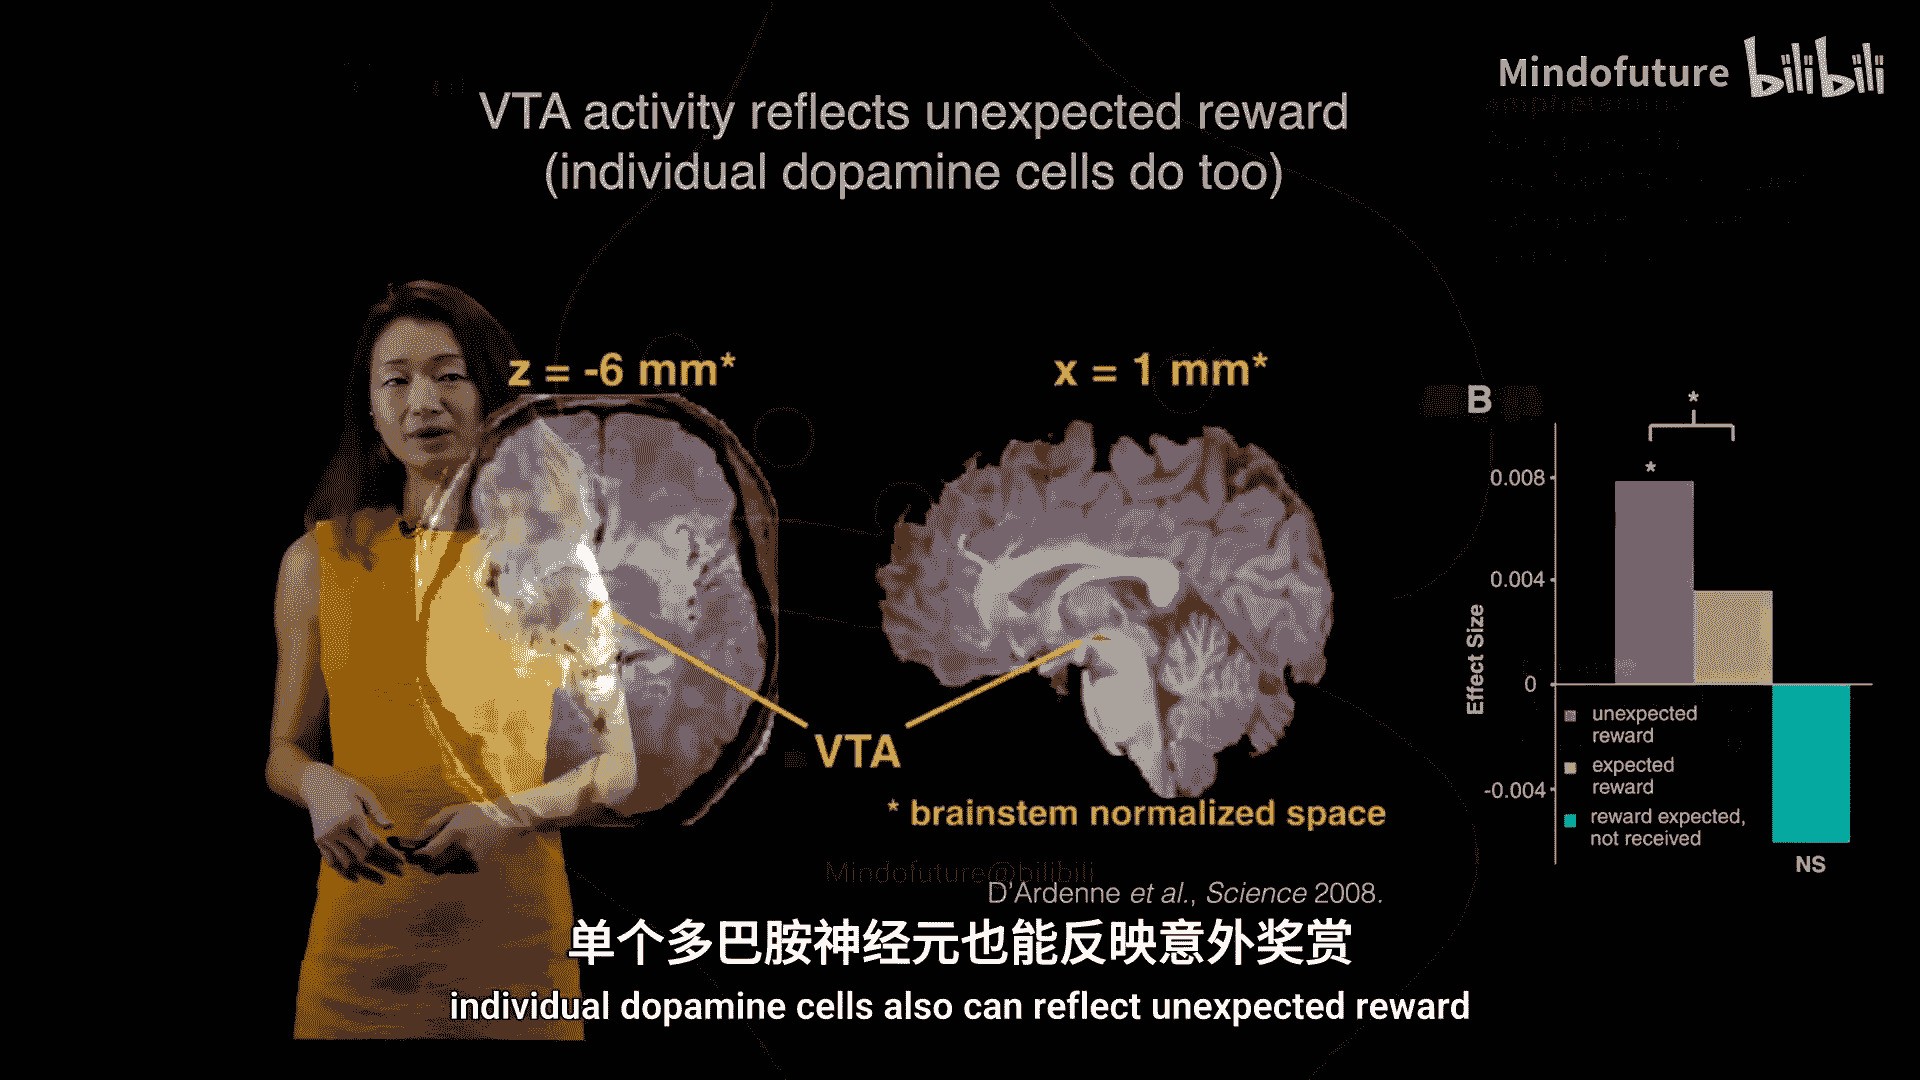 Mindofuture bilibili
VTA activity reflects unexpected reward
(individual dopamine cells do too)
z = -6 mm*
x = 1 mm*
B
*
*
0.008
0.004
0
-0.004
Effect Size
unexpected
reward
expected
reward
reward expected,
not received
NS
VTA
* brainstem normalized space
Mindofuture@bilibili
D'Ardenne et al., Science 2008.
单个多巴胺神经元也能反映意外奖赏
individual dopamine cells also can reflect unexpected reward